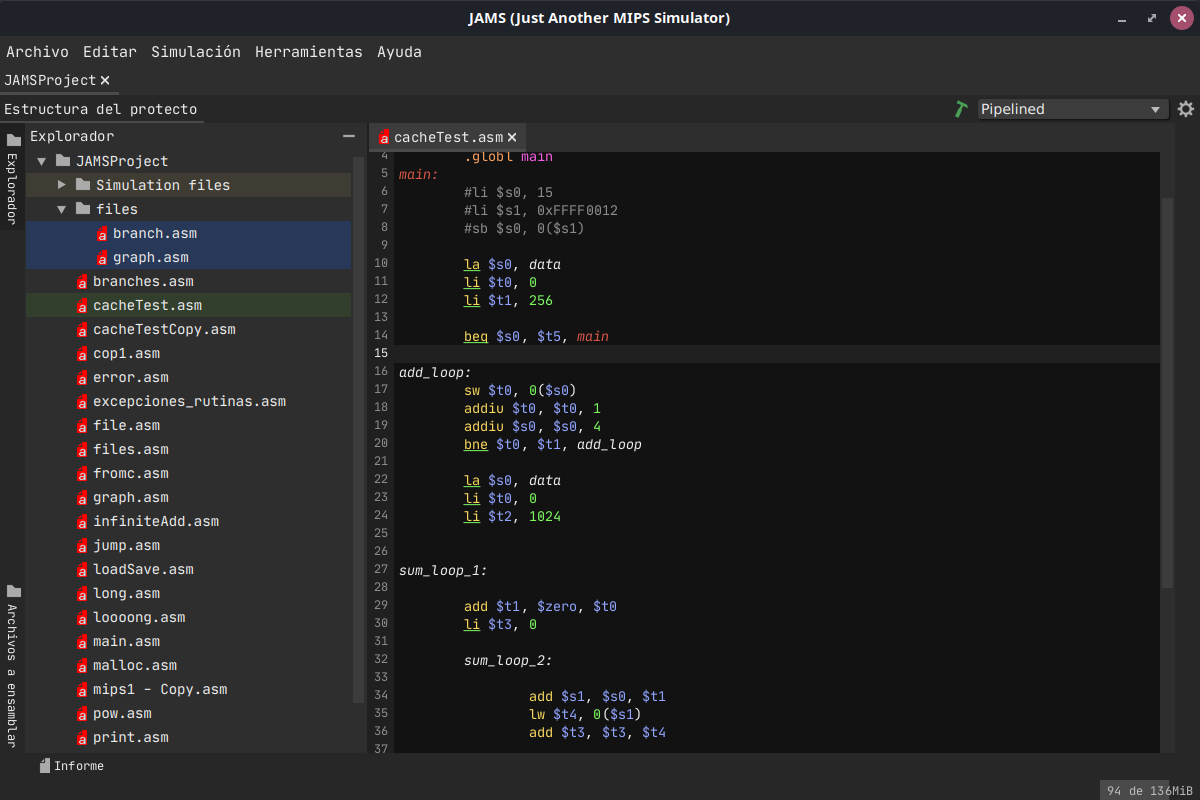 JAMS (Just Another MIPS Simulator)
Archivo Editar Simulación Herramientas Ayuda
JAMSProject
Estructura del protecto
Pipelined
Explorador
Explorador
JAMSProject
Simulation files
files
branch.asm
graph.asm
branches.asm
cacheTest.asm
cacheTestCopy.asm
cop1.asm
error.asm
excepciones_rutinas.asm
file.asm
files.asm
fromc.asm
graph.asm
infiniteAdd.asm
jump.asm
loadSave.asm
long.asm
loooong.asm
main.asm
malloc.asm
mips1 - Copy.asm
pow.asm
print.asm
Archivos a ensamblar
cacheTest.asm
4 .globl main
5 main:
6 #li $s0, 15
7 #li $s1, 0xFFFF0012
8 #sb $s0, 0($s1)
9
10 la $s0, data
11 li $t0, 0
12 li $t1, 256
13
14 beq $s0, $t5, main
15
16 add_loop:
17 sw $t0, 0($s0)
18 addiu $t0, $t0, 1
19 addiu $s0, $s0, 4
20 bne $t0, $t1, add_loop
21
22 la $s0, data
23 li $t0, 0
24 li $t2, 1024
25
26
27 sum_loop_1:
28
29 add $t1, $zero, $t0
30 li $t3, 0
31
32 sum_loop_2:
33
34 add $s1, $s0, $t1
35 lw $t4, 0($s1)
36 add $t3, $t3, $t4
37
Informe
94 de 136MiB